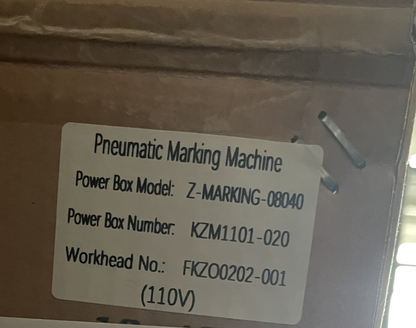 Pneumatic Marking Machine
Power Box Model: Z-MARKING-08040
Power Box Number: KZM1101-020
Workhead No.: FKZO0202-001
(110V)